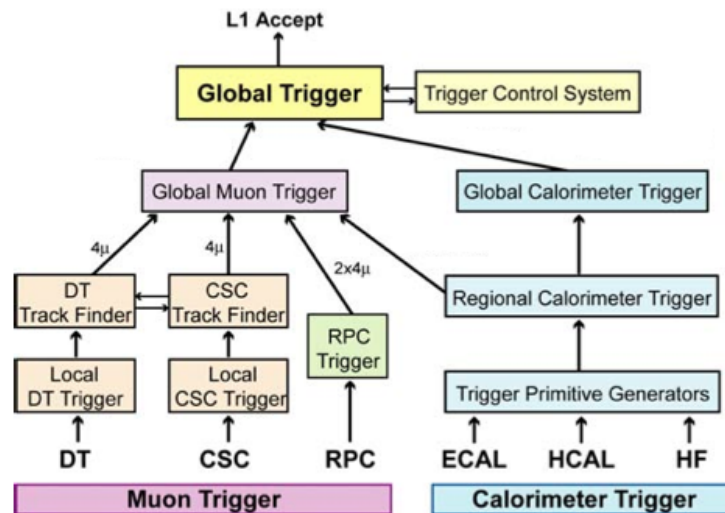 L1 Accept
Global Trigger
Trigger Control System
Global Muon Trigger
Global Calorimeter Trigger
4μ
4μ
2x4μ
DT
Track Finder
CSC
Track Finder
Regional Calorimeter Trigger
RPC
Trigger
Local
DT Trigger
Local
CSC Trigger
Trigger Primitive Generators
DT
CSC
RPC
ECAL
HCAL
HF
Muon Trigger
Calorimeter Trigger